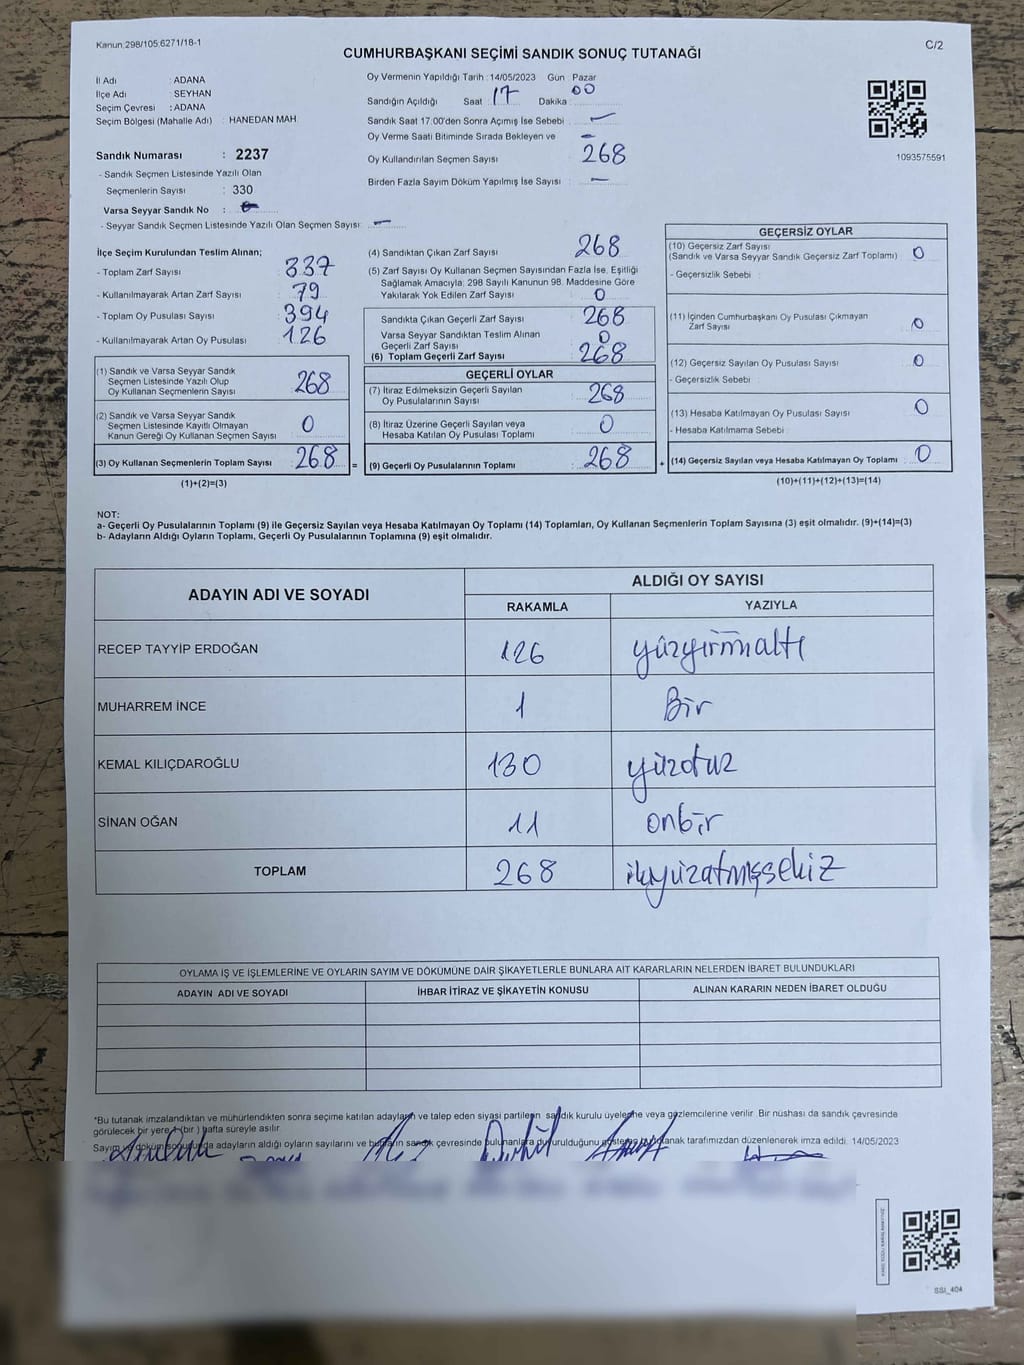 Kanun:298/105;6271/18-1
C/2
CUMHURBAŞKANI SEÇİMİ SANDIK SONUÇ TUTANAĞI
İl Adı : ADANA
İlçe Adı : SEYHAN
Seçim Çevresi : ADANA
Seçim Bölgesi (Mahalle Adı) : HANEDAN MAH.
Sandık Numarası : 2237
- Sandık Seçmen Listesinde Yazılı Olan
Seçmenlerin Sayısı : 330
Varsa Seyyar Sandık No :
- Seyyar Sandık Seçmen Listesinde Yazılı Olan Seçmen Sayısı: —
Oy Vermenin Yapıldığı Tarih : 14/05/2023 Gün : Pazar
Sandığın Açıldığı Saat : 17 Dakika : 00
Sandık Saat 17:00'den Sonra Açımış İse Sebebi : —
Oy Verme Saati Bitiminde Sırada Bekleyen ve : —
Oy Kullandırılan Seçmen Sayısı : 268
Birden Fazla Sayım Döküm Yapılmış İse Sayısı : —
1093575591
İlçe Seçim Kurulundan Teslim Alınan;
- Toplam Zarf Sayısı : 337
- Kullanılmayarak Artan Zarf Sayısı : 79
- Toplam Oy Pusulası Sayısı : 394
- Kullanılmayarak Artan Oy Pusulası : 126
(1) Sandık ve Varsa Seyyar Sandık
Seçmen Listesinde Yazılı Olup
Oy Kullanan Seçmenlerin Sayısı : 268
(2) Sandık ve Varsa Seyyar Sandık
Seçmen Listesinde Kayıtlı Olmayan
Kanun Gereği Oy Kullanan Seçmen Sayısı : 0
(3) Oy Kullanan Seçmenlerin Toplam Sayısı : 268 =
(1)+(2)=(3)
(4) Sandıktan Çıkan Zarf Sayısı : 268
(5) Zarf Sayısı Oy Kullanan Seçmen Sayısından Fazla İse, Eşitliği
Sağlamak Amacıyla; 298 Sayılı Kanunun 98. Maddesine Göre
Yakılarak Yok Edilen Zarf Sayısı : 0
Sandıkta Çıkan Geçerli Zarf Sayısı : 268
Varsa Seyyar Sandıktan Teslim Alınan
Geçerli Zarf Sayısı : 0
(6) Toplam Geçerli Zarf Sayısı : 268
GEÇERLİ OYLAR
(7) İtiraz Edilmeksizin Geçerli Sayılan
Oy Pusulalarının Sayısı : 268
(8) İtiraz Üzerine Geçerli Sayılan veya
Hesaba Katılan Oy Pusulası Toplamı : 0
(9) Geçerli Oy Pusulalarının Toplamı : 268 +
GEÇERSİZ OYLAR
(10) Geçersiz Zarf Sayısı : 0
(Sandık ve Varsa Seyyar Sandık Geçersiz Zarf Toplamı)
- Geçersizlik Sebebi :
(11) İçinden Cumhurbaşkanı Oy Pusulası Çıkmayan : 0
Zarf Sayısı
(12) Geçersiz Sayılan Oy Pusulası Sayısı : 0
- Geçersizlik Sebebi
(13) Hesaba Katılmayan Oy Pusulası Sayısı : 0
- Hesaba Katılmama Sebebi :
(14) Geçersiz Sayılan veya Hesaba Katılmayan Oy Toplamı : 0
(10)+(11)+(12)+(13)=(14)
NOT:
a- Geçerli Oy Pusulalarının Toplamı (9) ile Geçersiz Sayılan veya Hesaba Katılmayan Oy Toplamı (14) Toplamları, Oy Kullanan Seçmenlerin Toplam Sayısına (3) eşit olmalıdır. (9)+(14)=(3)
b- Adayların Aldığı Oyların Toplamı, Geçerli Oy Pusulalarının Toplamına (9) eşit olmalıdır.
ADAYIN ADI VE SOYADI
ALDIĞI OY SAYISI
RAKAMLA YAZIYLA
RECEP TAYYİP ERDOĞAN 126 yüzyirmialtı
MUHARREM İNCE 1 Bir
KEMAL KILIÇDAROĞLU 130 yüzotuz
SİNAN OĞAN 11 onbir
TOPLAM 268 ikiyüzatmışsekiz
OYLAMA İŞ VE İŞLEMLERİNE VE OYLARIN SAYIM VE DÖKÜMÜNE DAİR ŞİKAYETLERLE BUNLARA AİT KARARLARIN NELERDEN İBARET BULUNDUKLARI
ADAYIN ADI VE SOYADI İHBAR İTİRAZ VE ŞİKAYETİN KONUSU ALINAN KARARIN NEDEN İBARET OLDUĞU
*Bu tutanak imzalandıktan ve mühürlendikten sonra seçime katılan adayların ve talep eden siyasi partilerin sandık kurulu üyelerine veya gözlemcilerine verilir. Bir nüshası da sandık çevresinde
görülecek bir yere 1 (bir) hafta süreyle asılır.
Sayım ve döküm sonucunda adayların aldığı oyların sayılarını ve bunların sandık çevresinde bulunanlara duyurulduğunu gösteren bu tutanak tarafımızdan düzenlenerek imza edildi. 14/05/2023
SSİ_404